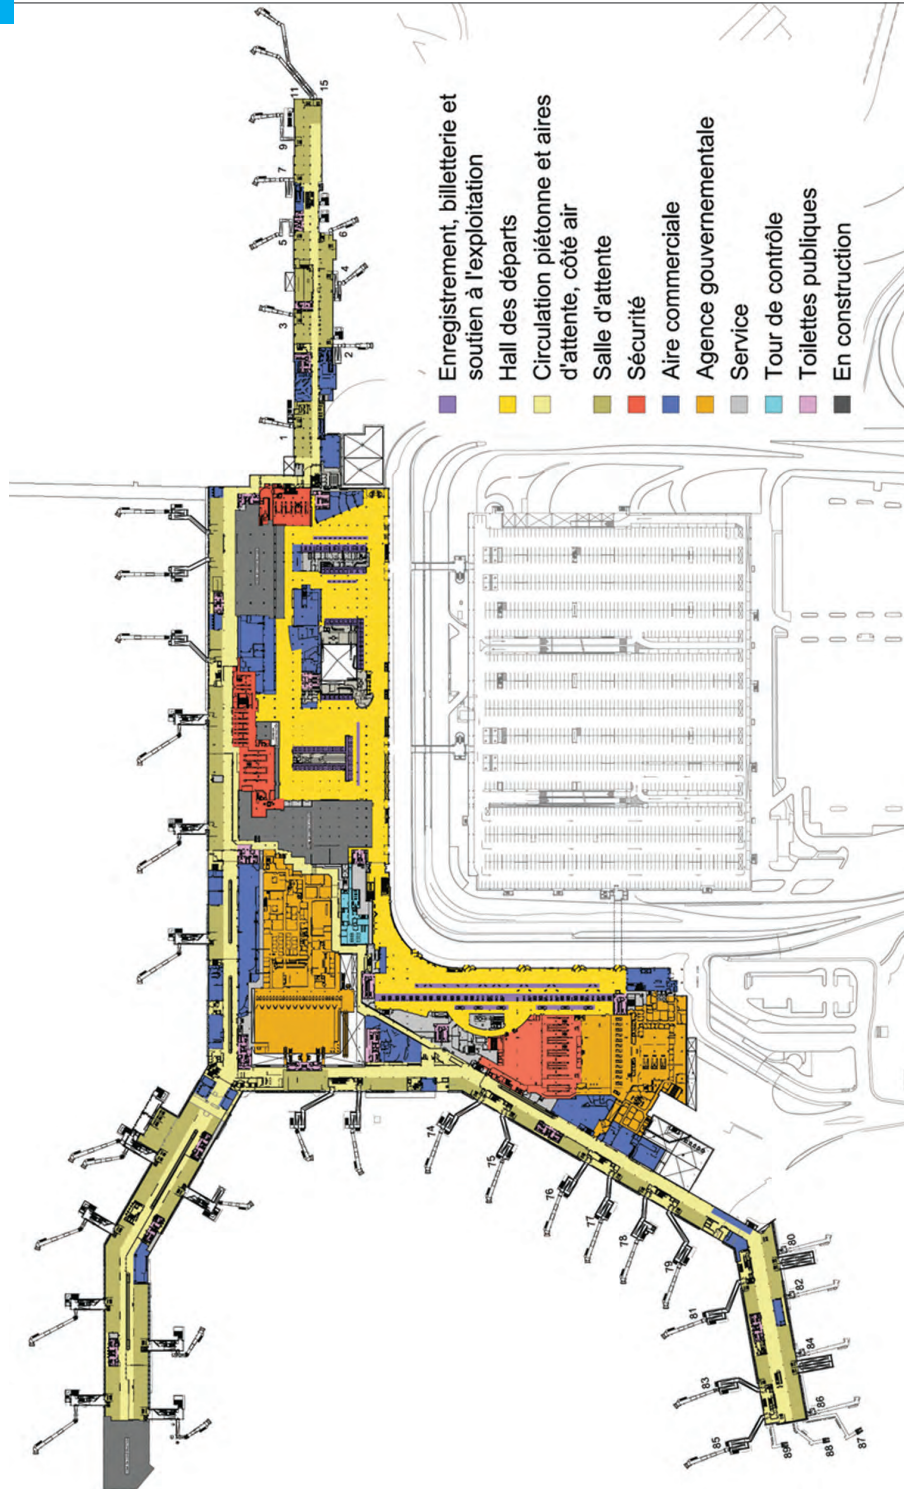 Enregistrement, billetterie et
soutien à l'exploitation
Hall des départs
Circulation piétonne et aires
d'attente, côté air
Salle d'attente
Sécurité
Aire commerciale
Agence gouvernementale
Service
Tour de contrôle
Toilettes publiques
En construction
1
2
3
4
5
6
7
9
11
15
74
75
76
77
78
79
80
81
82
83
84
85
86
87
88
89